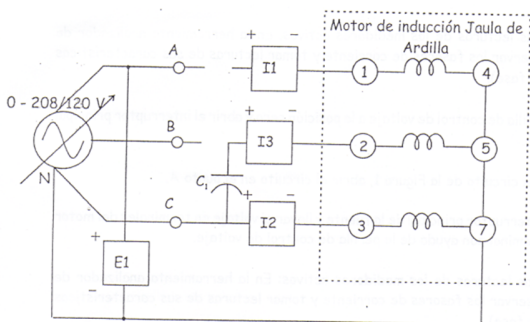 Motor de inducción Jaula de
Ardilla
A
+ -
I1
1
4
0 - 208/120 V
B
+ -
I3
2
5
N
C₁
C
+ -
I2
3
7
+
E1
-